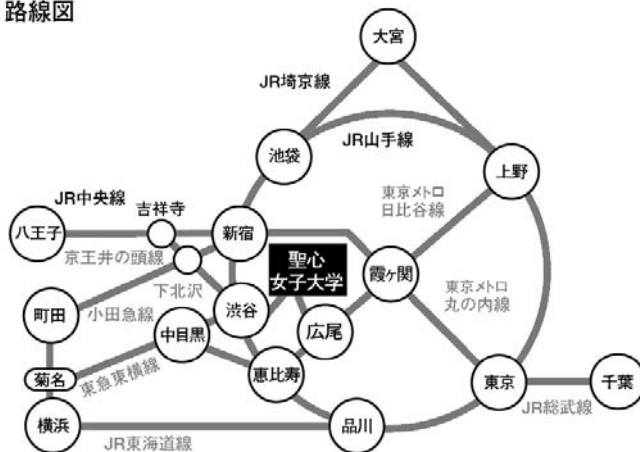 路線図
大宮
JR埼京線
JR山手線
池袋
上野
東京メトロ
日比谷線
JR中央線
吉祥寺
八王子
新宿
京王井の頭線
聖心
女子大学
霞ヶ関
下北沢
東京メトロ
丸の内線
町田
小田急線
渋谷
中目黒
広尾
菊名
東急東横線
恵比寿
東京
千葉
JR総武線
横浜
品川
JR東海道線